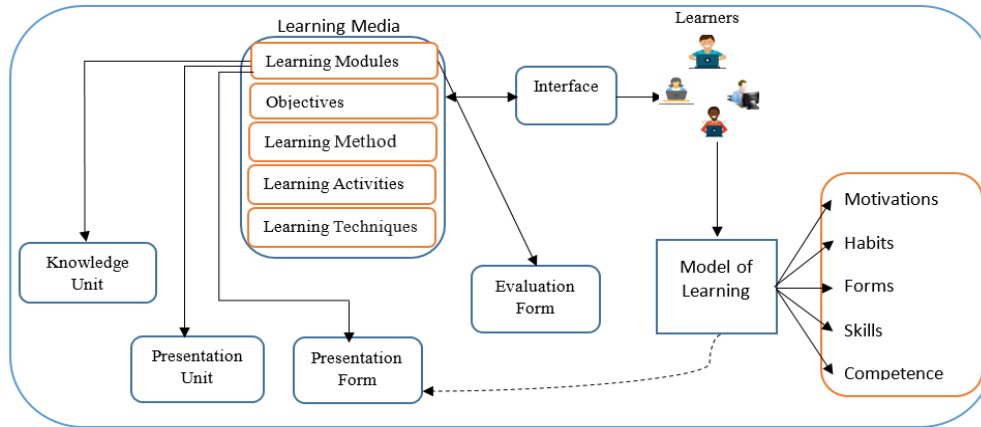 Learning Media
Learners
Learning Modules
Objectives
Learning Method
Learning Activities
Learning Techniques
Interface
Knowledge
Unit
Presentation
Unit
Presentation
Form
Evaluation
Form
Model of
Learning
Motivations
Habits
Forms
Skills
Competence